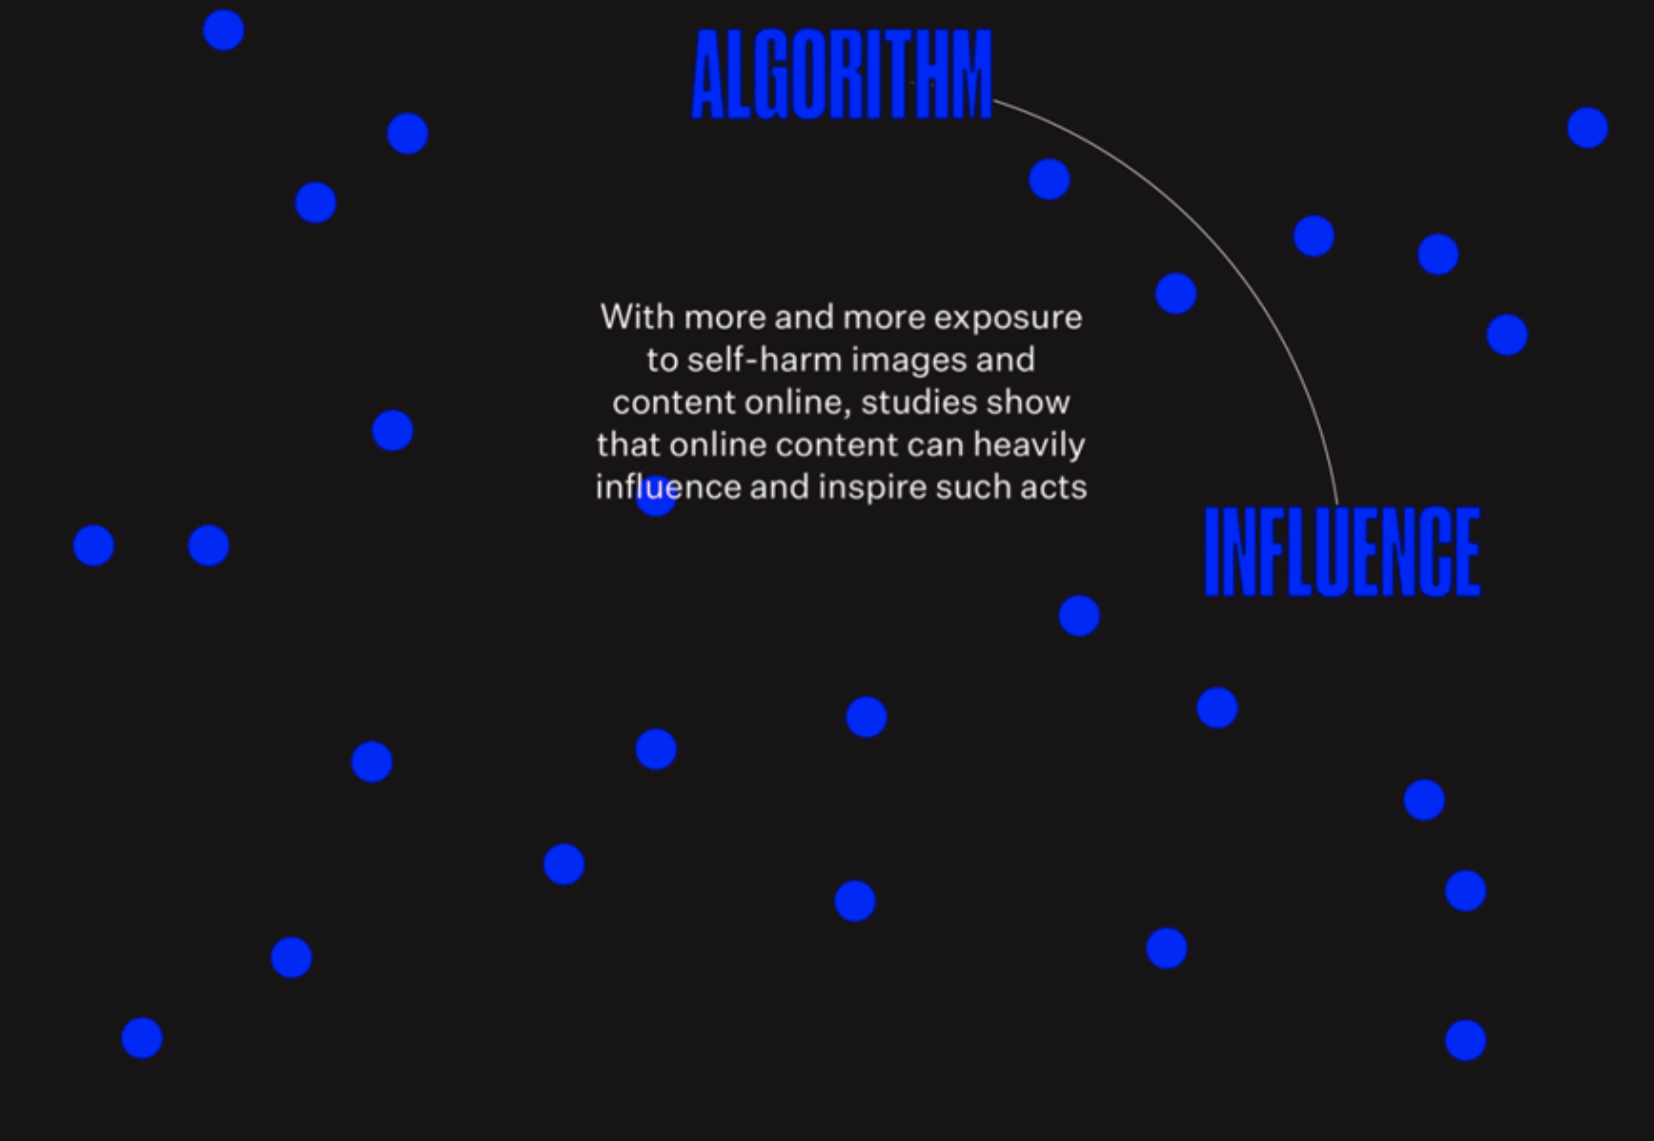 ALGORITHM
With more and more exposure
to self-harm images and
content online, studies show
that online content can heavily
influence and inspire such acts
INFLUENCE